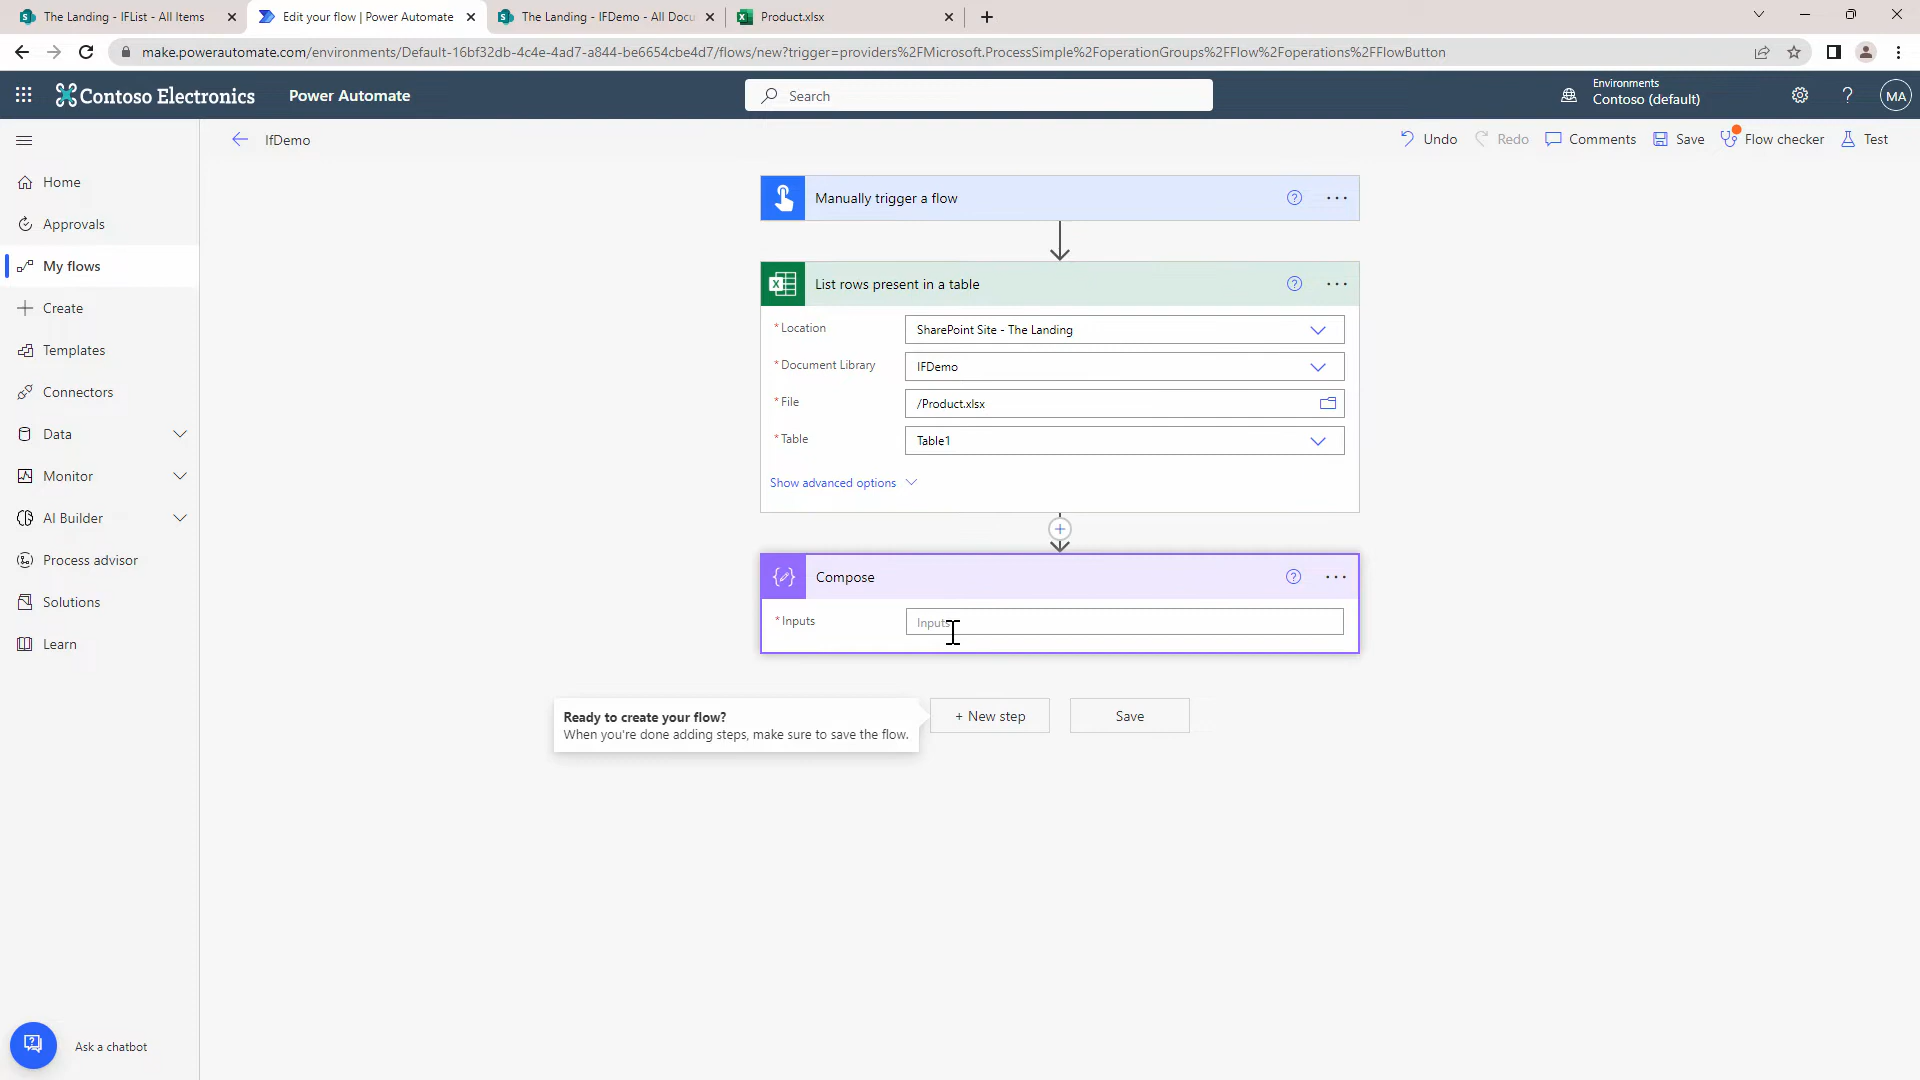 The Landing - IFList - All Items
Edit your flow | Power Automate
The Landing - IFDemo - All Docu
Product.xlsx
make.powerautomate.com/environments/Default-16bf32db-4c4e-4ad7-a844-be6654cbe4d7/flows/new?trigger=providers%2FMicrosoft.ProcessSimple%2FoperationGroups%2FFlow%2Foperations%2FFlowButton
Contoso Electronics
Power Automate
Search
Environments
Contoso (default)
MA
IfDemo
Undo
Redo
Comments
Save
Flow checker
Test
Home
Approvals
My flows
Create
Templates
Connectors
Data
Monitor
AI Builder
Process advisor
Solutions
Learn
Ask a chatbot
Manually trigger a flow
List rows present in a table
* Location
SharePoint Site - The Landing
* Document Library
IFDemo
* File
/Product.xlsx
* Table
Table1
Show advanced options
Compose
* Inputs
Inputs
Ready to create your flow?
When you're done adding steps, make sure to save the flow.
+ New step
Save